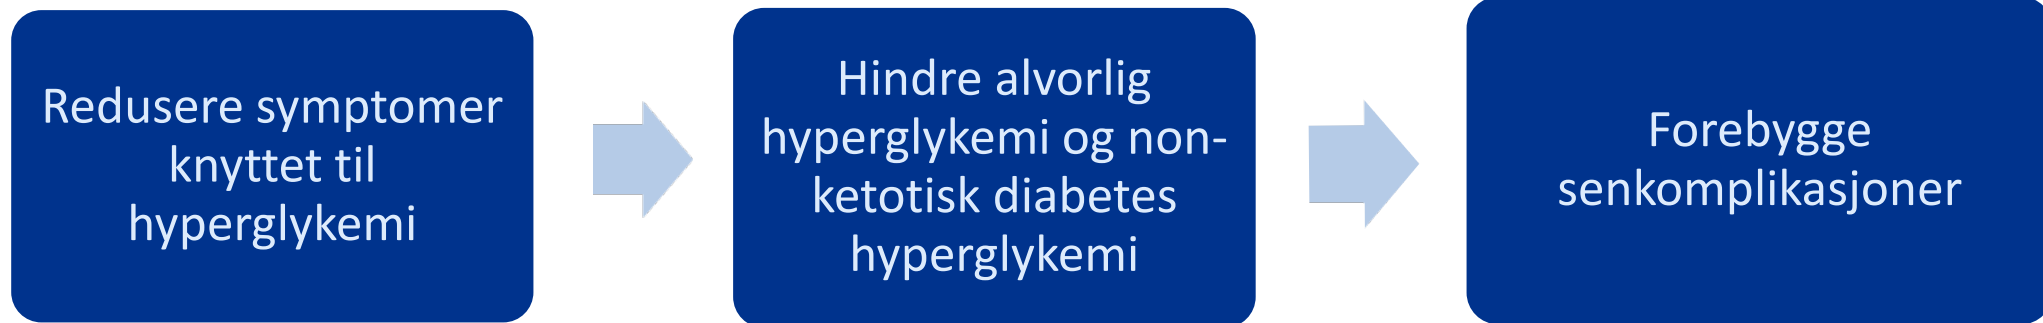 Redusere symptomer
knyttet til
hyperglykemi
Hindre alvorlig
hyperglykemi og non-
ketotisk diabetes
hyperglykemi
Forebygge
senkomplikasjoner